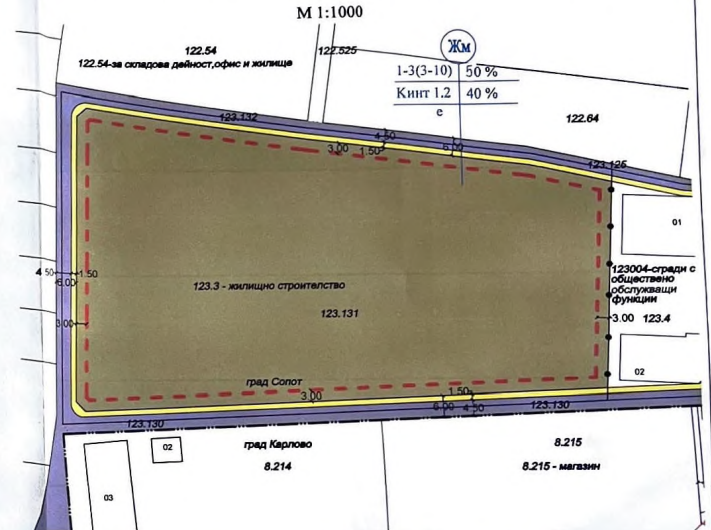 М 1:1000
122.54
122.525
122.54-за складова дейност,офис и жилище
Жм
1-3(3-10) 50 %
Кинт 1.2 40 %
е
122.64
123.132
4.50
3.00 1.50 6.00
123.125
01
4 50 1.50
6.00
123.3 - жилищно строителство
123.131
123004-сгради с
обществено
обслужващи
функции
3.00
3.00 123.4
02
град Сопот
3.00
1.50
6.00 4.50
123.130
123.130
02
град Карлово
8.214
8.215
8.215 - магазин
03